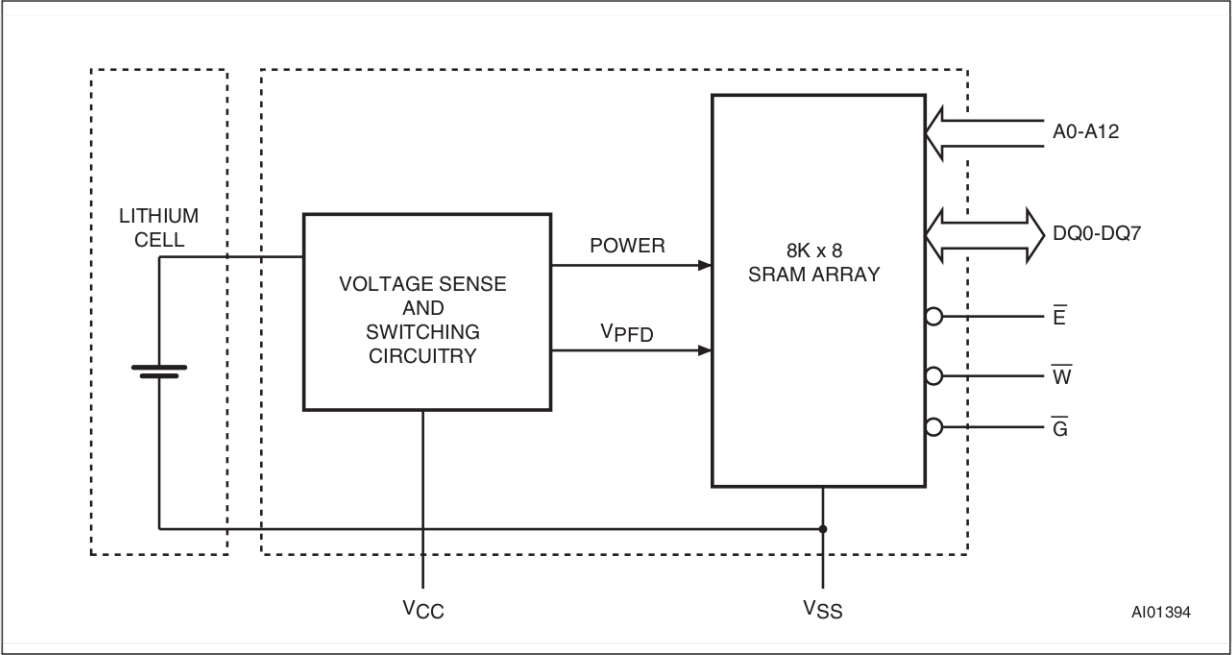 LITHIUM
CELL
VOLTAGE SENSE
AND
SWITCHING
CIRCUITRY
POWER
VPFD
8K x 8
SRAM ARRAY
A0-A12
DQ0-DQ7
E̅
W̅
G̅
VCC
VSS
AI01394